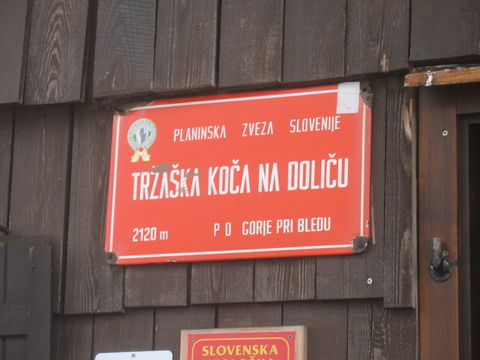 PLANINSKA ZVEZA SLOVENIJE
TRŽAŠKA KOČA NA DOLIČU
2120 m P D GORJE PRI BLEDU
SLOVENSKA